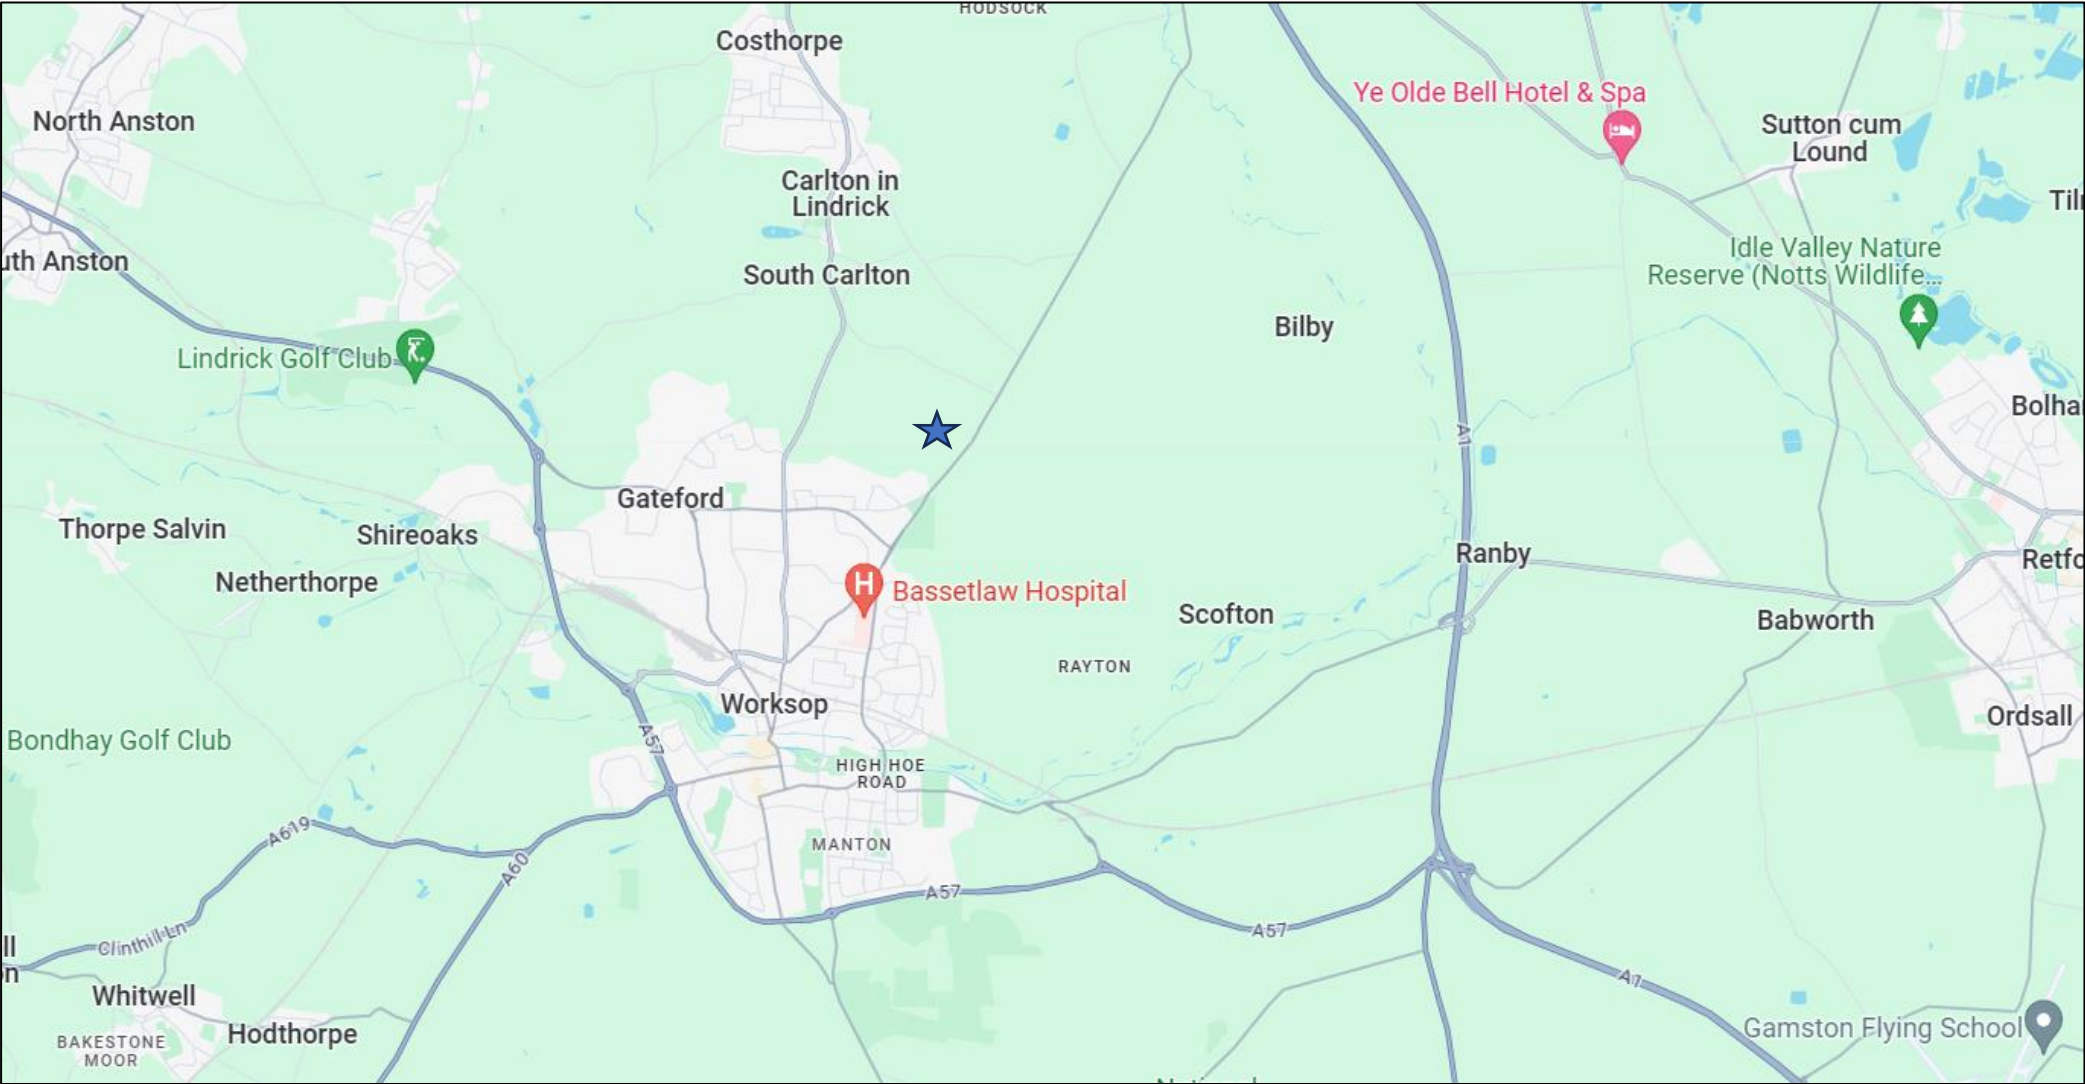 HODSOCK
Costhorpe
Ye Olde Bell Hotel & Spa
North Anston
Sutton cum
Lound
Carlton in
Lindrick
Til
uth Anston
South Carlton
Idle Valley Nature
Reserve (Notts Wildlife...
Bilby
Lindrick Golf Club
Bolha
A1
Gateford
Thorpe Salvin
Shireoaks
Ranby
Retfo
Netherthorpe
H
Bassetlaw Hospital
Scofton
Babworth
RAYTON
Worksop
Ordsall
A57
Bondhay Golf Club
HIGH HOE
ROAD
A619
MANTON
A60
A57
A57
Clinthill Ln
ll
on
A1
Whitwell
Hodthorpe
Gamston Flying School
BAKESTONE
MOOR